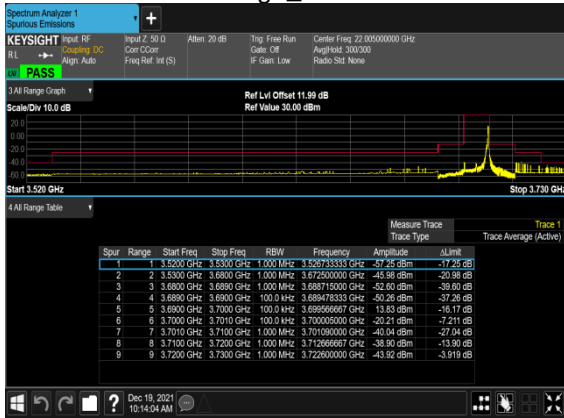 Spectrum Analyzer 1
Spurious Emissions
KEYSIGHT Input: RF Input Z: 50 Ω Atten: 20 dB Trig: Free Run Center Freq: 22.005000000 GHz
RL Coupling: DC Corr CCorr Gate: Off Avg|Hold: 300/300
Align: Auto Freq Ref: Int (S) IF Gain: Low Radio Std: None
PASS
3 All Range Graph
Ref Lvl Offset 11.99 dB
Scale/Div 10.0 dB Ref Value 30.00 dBm
20.0
0.00
-20.0
-40.0
-60.0
Start 3.520 GHz Stop 3.730 GHz
4 All Range Table
Measure Trace Trace 1
Trace Type Trace Average (Active)
Spur Range Start Freq Stop Freq RBW Frequency Amplitude ΔLimit
1 1 3.5200 GHz 3.5300 GHz 1.000 MHz 3.526733333 GHz -57.25 dBm -17.25 dB
2 2 3.5300 GHz 3.6800 GHz 1.000 MHz 3.672500000 GHz -45.98 dBm -20.98 dB
3 3 3.6800 GHz 3.6890 GHz 1.000 MHz 3.688715000 GHz -52.60 dBm -39.60 dB
4 4 3.6890 GHz 3.6900 GHz 100.0 kHz 3.689478333 GHz -50.26 dBm -37.26 dB
5 5 3.6900 GHz 3.7000 GHz 100.0 kHz 3.699566667 GHz 13.83 dBm -16.17 dB
6 6 3.7000 GHz 3.7010 GHz 100.0 kHz 3.700005000 GHz -20.21 dBm -7.211 dB
7 7 3.7010 GHz 3.7100 GHz 1.000 MHz 3.701090000 GHz -40.04 dBm -27.04 dB
8 8 3.7100 GHz 3.7200 GHz 1.000 MHz 3.712666667 GHz -38.90 dBm -13.90 dB
9 9 3.7200 GHz 3.7300 GHz 1.000 MHz 3.722600000 GHz -43.92 dBm -3.919 dB
Dec 19, 2021
10:14:04 AM